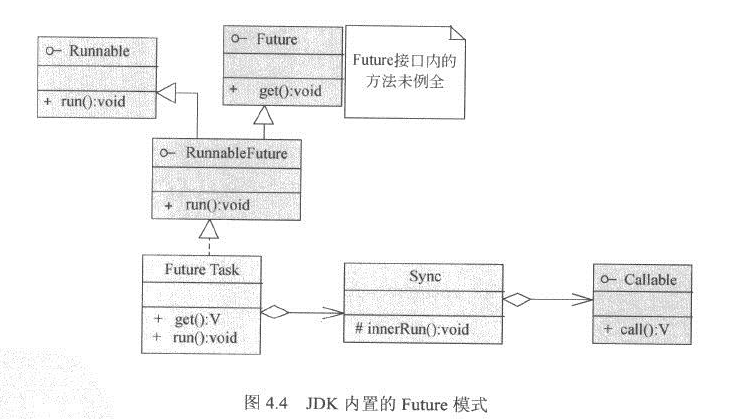 Runnable
+ run():void
Future
+ get():void
Future接口内的
方法未例全
RunnableFuture
+ run():void
Future Task
+ get():V
+ run():void
Sync
# innerRun():void
Callable
+ call():V
图 4.4 JDK 内置的 Future 模式